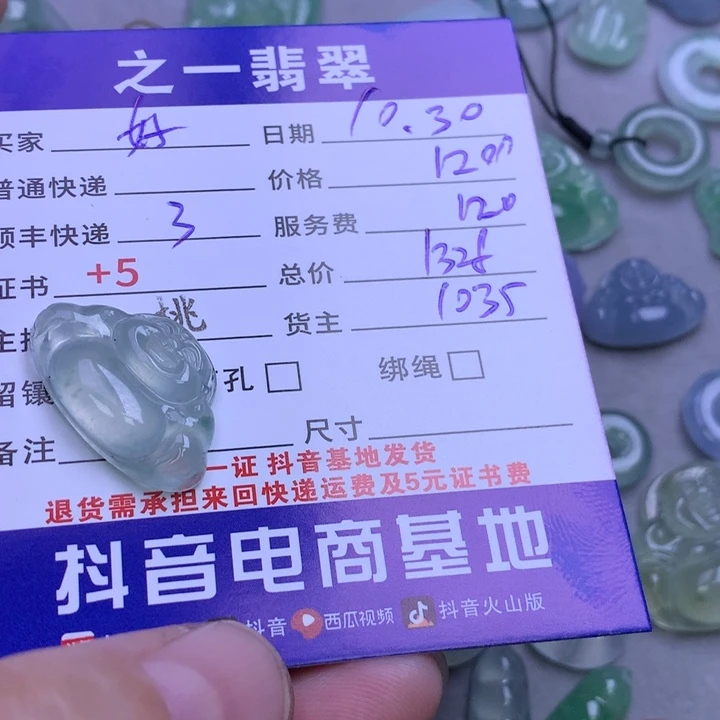 之一翡翠
买家 好 日期 10.30
普通快递 价格 1200
顺丰快递 3 服务费 120
证书 +5 总价 1328
主 桃 货主 1035
留镶 孔 绑绳
备注 尺寸
一证 抖音基地发货
退货需承担来回快递运费及5元证书费
抖音电商基地
抖音 西瓜视频 抖音火山版